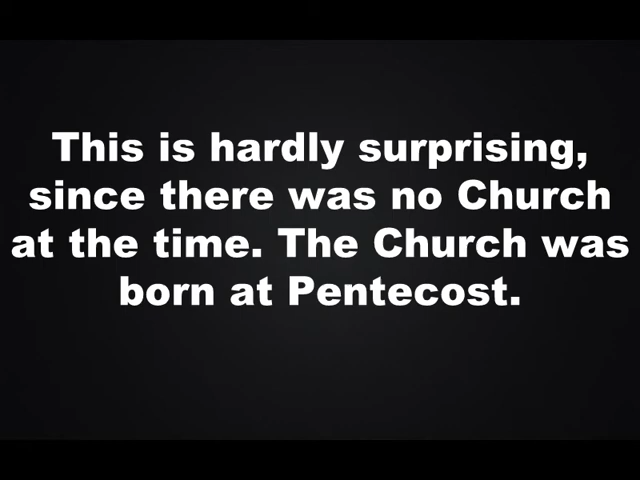 This is hardly surprising,
since there was no Church
at the time. The Church was
born at Pentecost.